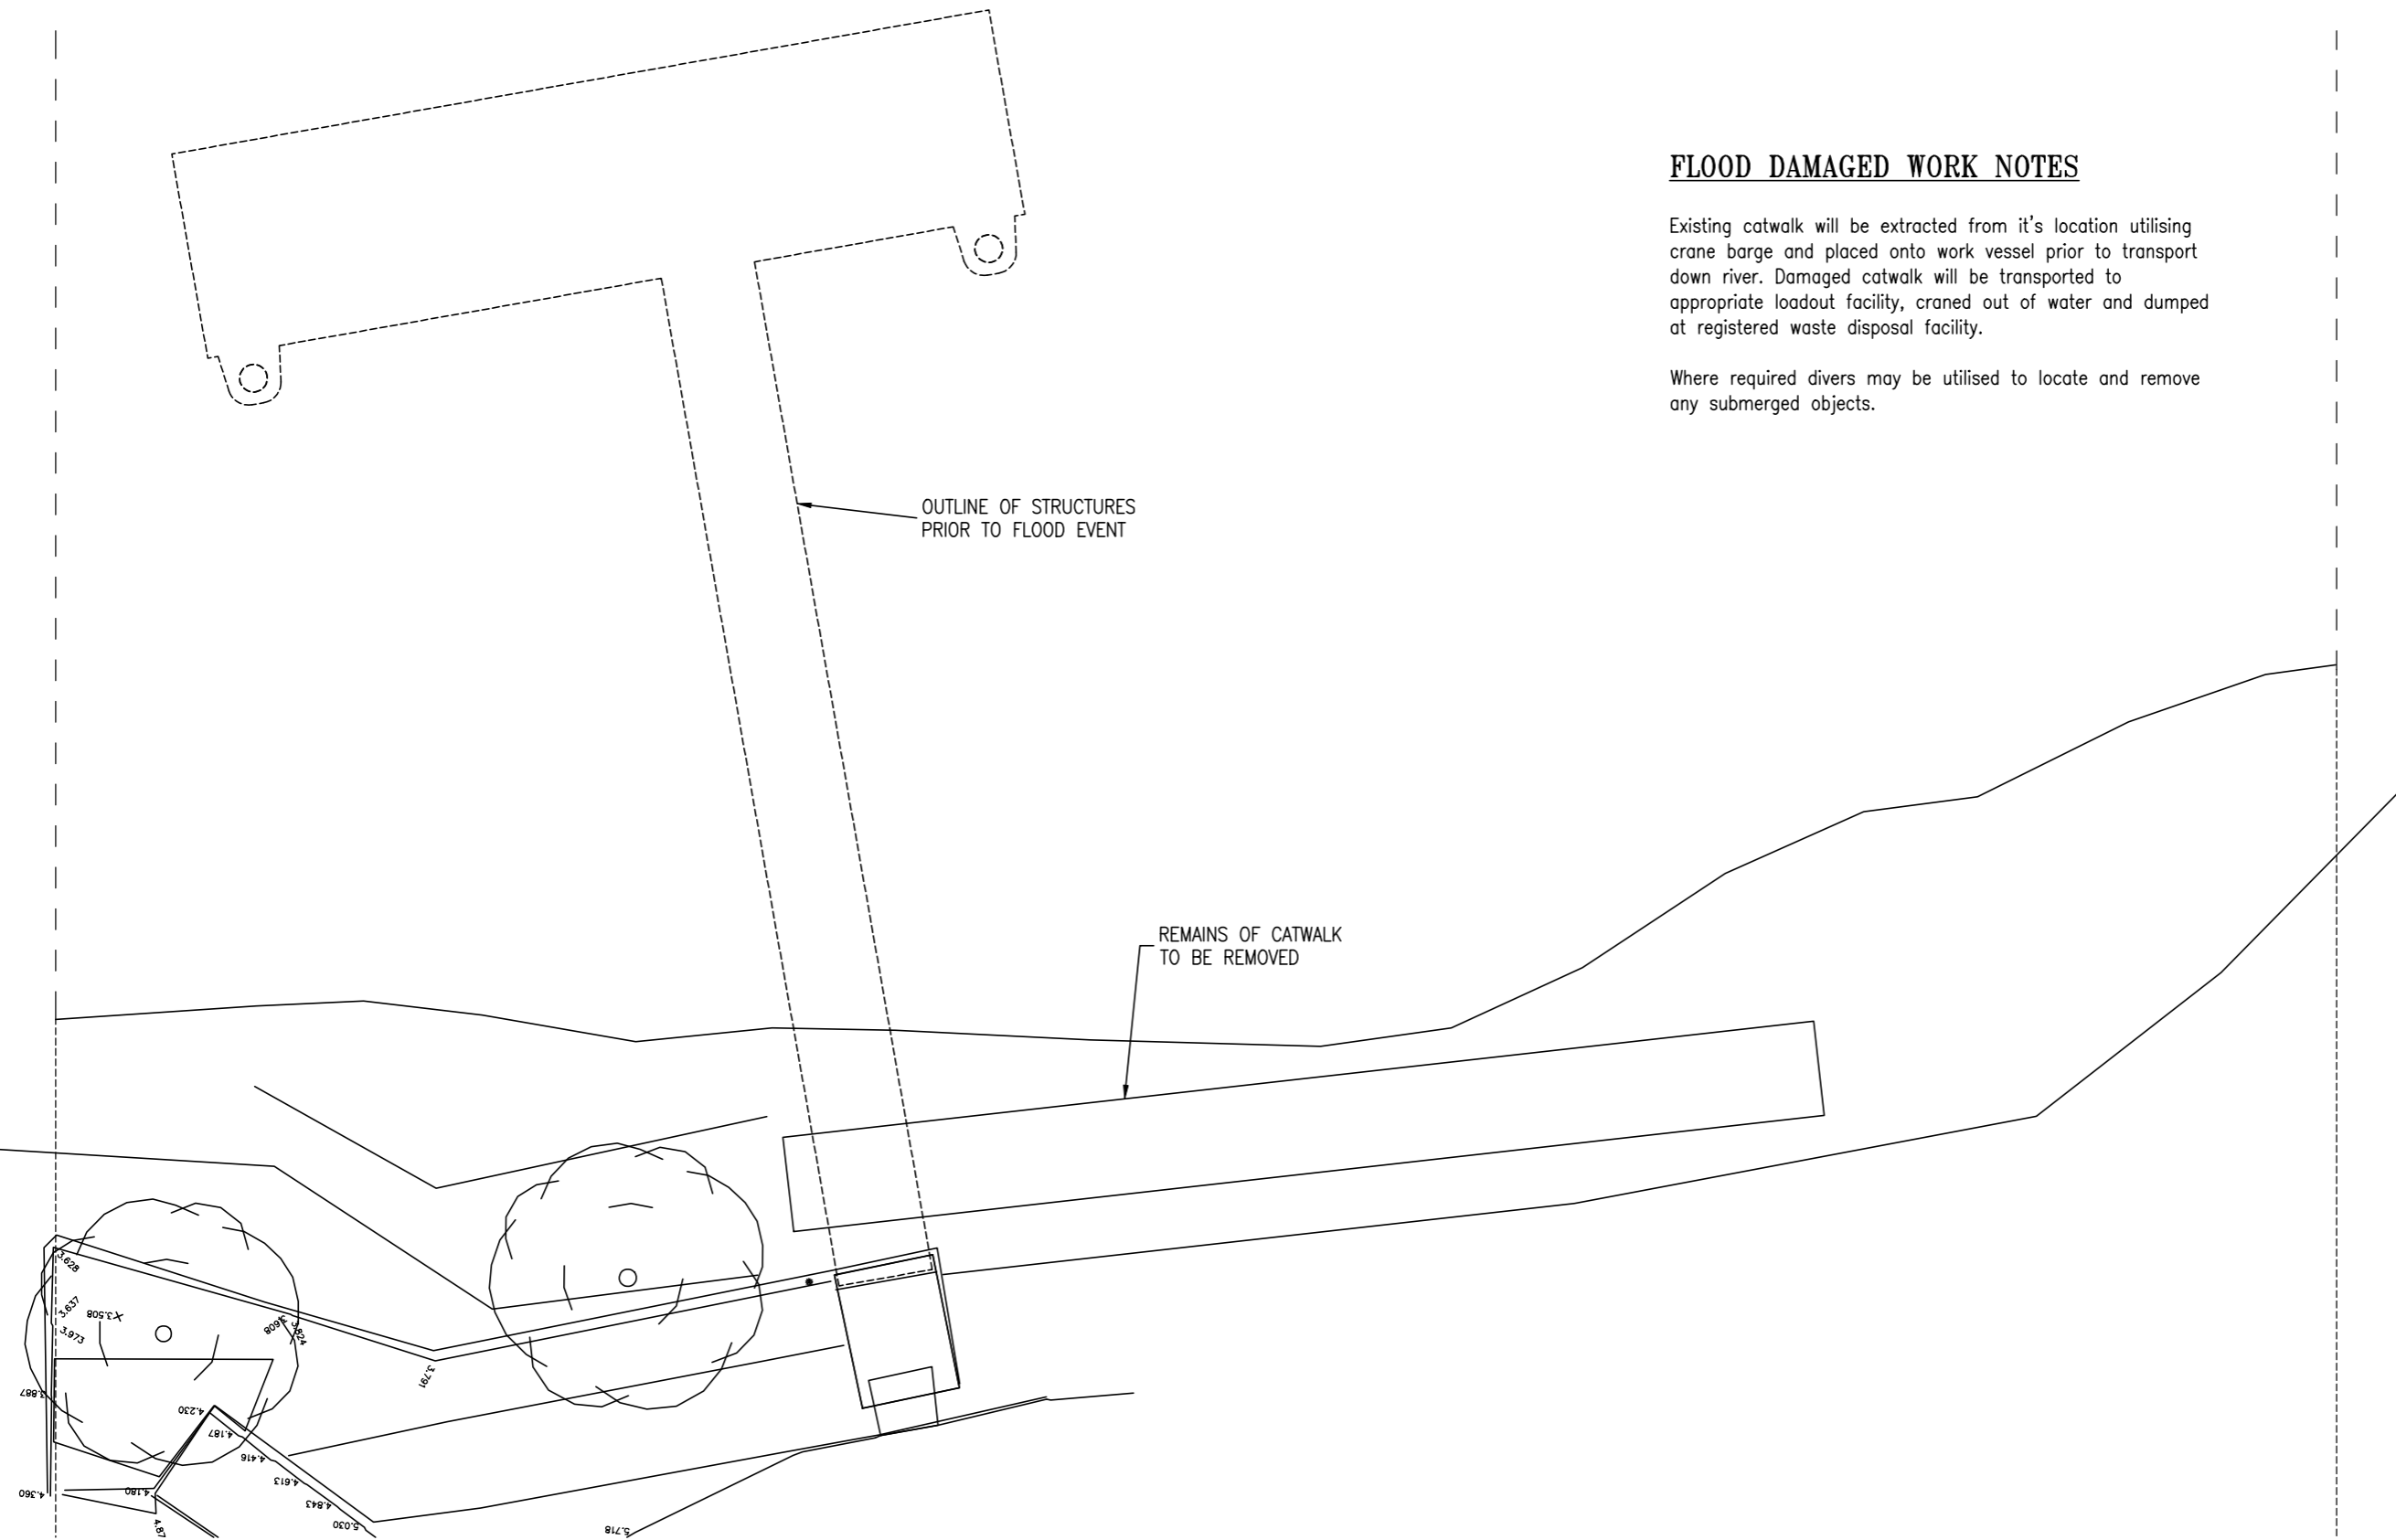 FLOOD DAMAGED WORK NOTES
Existing catwalk will be extracted from it's location utilising
crane barge and placed onto work vessel prior to transport
down river. Damaged catwalk will be transported to
appropriate loadout facility, craned out of water and dumped
at registered waste disposal facility.
Where required divers may be utilised to locate and remove
any submerged objects.
OUTLINE OF STRUCTURES
PRIOR TO FLOOD EVENT
REMAINS OF CATWALK
TO BE REMOVED
3.628
3.637
3.973
3.508
3.824
3.791
3.887
4.230
4.187
4.416
4.613
4.843
5.030
4.360
4.180
4.87
5.718